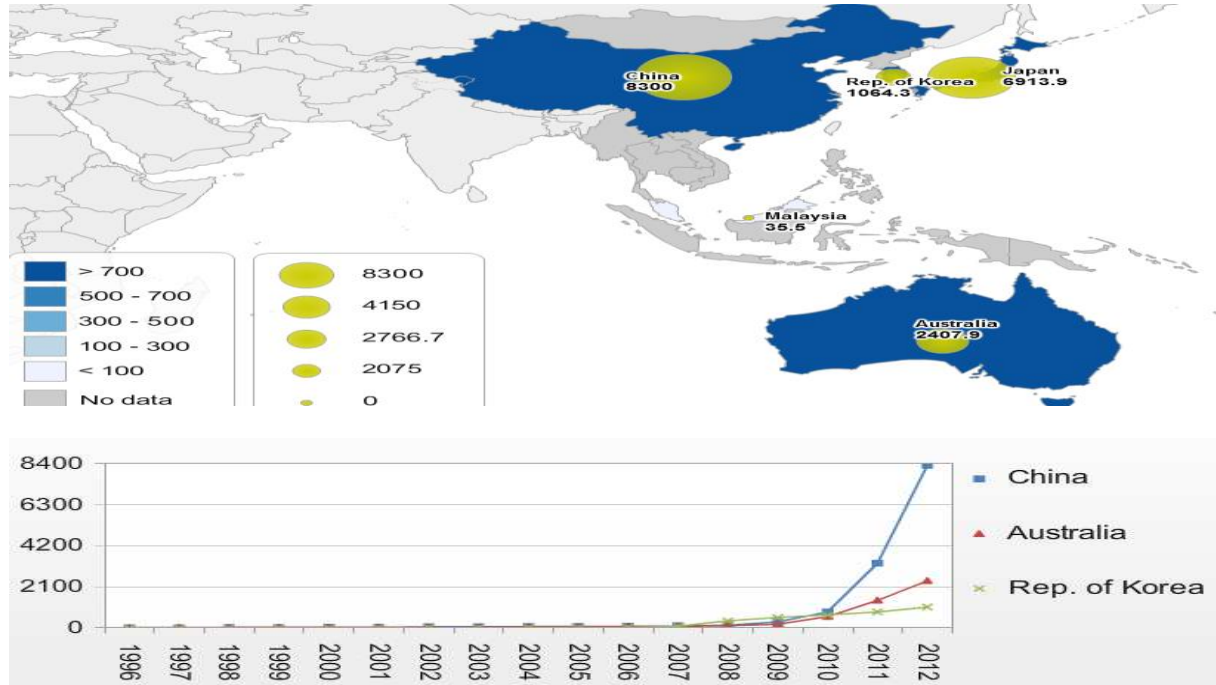 China
8300
Rep. of Korea
1064.3
Japan
6913.9
Malaysia
35.5
Australia
2407.9
> 700
500 - 700
300 - 500
100 - 300
< 100
No data
8300
4150
2766.7
2075
0
8400
6300
4200
2100
0
1996
1997
1998
1999
2000
2001
2002
2003
2004
2005
2006
2007
2008
2009
2010
2011
2012
China
Australia
Rep. of Korea